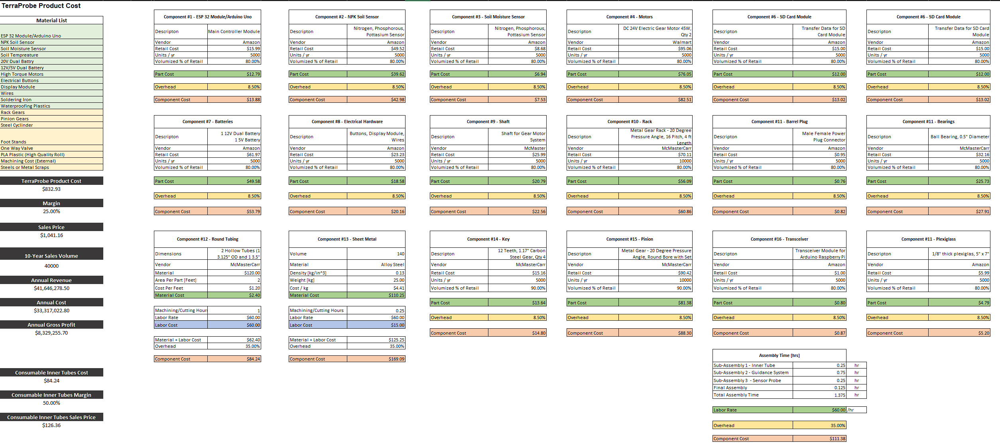 TerraProbe Product Cost
Material List
ESP 32 Module/Arduino Uno
NPK Soil Sensor
Soil Moisture Sensor
Soil Tempreature
20V Dual Battry
12V/5V Dual Battery
High Torque Motors
Electrical Buttons
Display Module
Wires
Soldering Iron
Waterproofing Plastics
Rack Gears
Pinion Gears
Steel Cyclinder
Foot Stands
One Way Valve
PLA Plastic (High Quality Roll)
Machining Cost (External)
Steels or Metal Scraps
TerraProbe Product Cost
$832.93
Margin
25.00%
Sales Price
$1,041.16
10-Year Sales Volume
40000
Annual Revenue
$41,646,278.50
Annual Cost
$33,317,022.80
Annual Gross Profit
$8,329,255.70
Consumable Inner Tubes Cost
$84.24
Consumable Inner Tubes Margin
50.00%
Consumable Inner Tubes Sales Price
$126.36
Component #1 - ESP 32 Module/Arduino Uno
Descripton Main Controller Module
Vendor Amazon
Retail Cost $15.99
Units / yr 5000
Volumized % of Retail 80.00%
Part Cost $12.79
Overhead 8.50%
Component Cost $13.88
Component #2 - NPK Soil Sensor
Descripton Nitrogen, Phosphorous,
Pottasium Sensor
Vendor Amazon
Retail Cost $49.52
Units / yr 5000
Volumized % of Retail 80.00%
Part Cost $39.62
Overhead 8.50%
Component Cost $42.98
Component #3 - Soil Moisture Sensor
Descripton Nitrogen, Phosphorous,
Pottasium Sensor
Vendor Amazon
Retail Cost $8.68
Units / yr 5000
Volumized % of Retail 80.00%
Part Cost $6.94
Overhead 8.50%
Component Cost $7.53
Component #4 - Motors
Descripton DC 24V Electric Gear Motor 45W,
Qty 2
Vendor Walmart
Retail Cost $95.06
Units / yr 5000
Volumized % of Retail 80.00%
Part Cost $76.05
Overhead 8.50%
Component Cost $82.51
Component #6 - SD Card Module
Descripton Transfer Data for SD
Card Module
Vendor Amazon
Retail Cost $15.00
Units / yr 5000
Volumized % of Retail 80.00%
Part Cost $12.00
Overhead 8.50%
Component Cost $13.02
Component #6 - SD Card Module
Descripton Transfer Data for SD Card
Module
Vendor Amazon
Retail Cost $15.00
Units / yr 5000
Volumized % of Retail 80.00%
Part Cost $12.00
Overhead 8.50%
Component Cost $13.02
Component #7 - Batteries
Descripton 1 12V Dual Battery
1 5V Battery
Vendor Amazon
Retail Cost $61.97
Units / yr 5000
Volumized % of Retail 80.00%
Part Cost $49.58
Overhead 8.50%
Component Cost $53.79
Component #8 - Electrical Hardware
Descripton Buttons, Display Module,
Wires
Vendor Amazon
Retail Cost $23.23
Units / yr 5000
Volumized % of Retail 80.00%
Part Cost $18.58
Overhead 8.50%
Component Cost $20.16
Component #9 - Shaft
Descripton Shaft for Gear Motor
System
Vendor McMaster
Retail Cost $25.99
Units / yr 5000
Volumized % of Retail 80.00%
Part Cost $20.79
Overhead 8.50%
Component Cost $22.56
Component #10 - Rack
Descripton Metal Gear Rack - 20 Degree
Pressure Angle, 16 Pitch, 4 ft
Length
Vendor McMasterCarr
Retail Cost $70.11
Units / yr 10000
Volumized % of Retail 80.00%
Part Cost $56.09
Overhead 8.50%
Component Cost $60.86
Component #11 - Barrel Plug
Descripton Male Female Power
Plug Connector
Vendor Amazon
Retail Cost $0.95
Units / yr 5000
Volumized % of Retail 80.00%
Part Cost $0.76
Overhead 8.50%
Component Cost $0.82
Component #11 - Bearings
Descripton Ball Bearing, 0.5" Diameter
Vendor McMasterCarr
Retail Cost $32.16
Units / yr 5000
Volumized % of Retail 80.00%
Part Cost $25.73
Overhead 8.50%
Component Cost $27.91
Component #12 - Round Tubing
Dimensions 2 Hollow Tubes (1
3.125" OD and 1 3.5"
Vendor McMasterCarr
Material $120.00
Area Per Part [Feet] 2
Cost Per Feet $1.20
Material Cost $2.40
Machining/Cutting Hours 1
Labor Rate $60.00
Labor Cost $60.00
Material + Labor Cost $62.40
Overhead 35.00%
Component Cost $84.24
Component #13 - Sheet Metal
Volume 140
Material Alloy Steel
Density [kg/in^3] 0.13
Weight [kg] 25.00
Cost / kg $4.41
Material Cost $110.25
Machining/Cutting Hours 0.25
Labor Rate $60.00
Labor Cost $15.00
Material + Labor Cost $125.25
Overhead 35.00%
Component Cost $169.09
Component #14 - Key
Descripton 12 Teeth, 1.17" Carbon
Steel Gear, Qty 4
Vendor McMasterCarr
Retail Cost $15.16
Units / yr 5000
Volumized % of Retail 90.00%
Part Cost $13.64
Overhead 8.50%
Component Cost $14.80
Component #15 - Pinion
Descripton Metal Gear - 20 Degree Pressure
Angle, Round Bore with Set
Vendor McMasterCarr
Retail Cost $90.42
Units / yr 10000
Volumized % of Retail 90.00%
Part Cost $81.38
Overhead 8.50%
Component Cost $88.30
Component #16 - Transceiver
Descripton Transceiver Module for
Arduino Raspberry Pi
Vendor Amazon
Retail Cost $1.00
Units / yr 5000
Volumized % of Retail 80.00%
Part Cost $0.80
Overhead 8.50%
Component Cost $0.87
Component #11 - Plexiglass
Descripton 1/8" thick plexiglas, 5" x 7"
Vendor Amazon
Retail Cost $5.99
Units / yr 5000
Volumized % of Retail 80.00%
Part Cost $4.79
Overhead 8.50%
Component Cost $5.20
Assembly Time [hrs]
Sub-Assembly 1 - Inner Tube 0.25 hr
Sub-Assembly 2 - Guidance System 0.75 hr
Sub-Assembly 3 - Sensor Probe 0.25 hr
Final Assembly 0.125 hr
Total Assembly Time 1.375 hr
Labor Rate $60.00 /hr
Overhead 35.00%
Component Cost $111.38